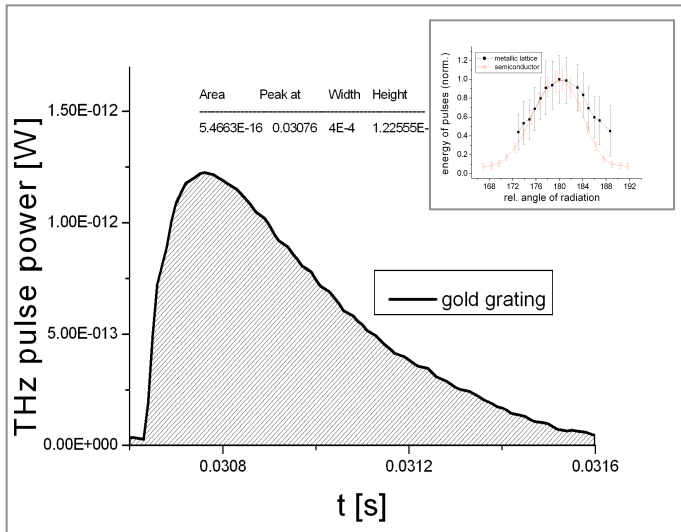 Area Peak at Width Height
5.4663E-16 0.03076 4E-4 1.22555E-
1.50E-012
1.00E-012
5.00E-013
0.00E+000
THz pulse power [W]
gold grating
0.0308 0.0312 0.0316
t [s]
metallic lattice
semiconductor
1.2
1.0
0.8
0.6
0.4
0.2
0.0
energy of pulses (norm.)
168 172 176 180 184 188 192
rel. angle of radiation